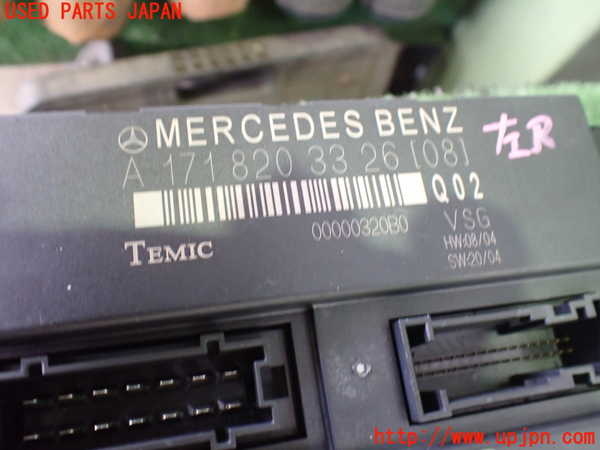 USED PARTS JAPAN
MERCEDES BENZ
A 171 820 33 26 [08]
左R
Q02
00000320B0
VSG
TEMIC
HW:08/04
SW:20/04
http://www.upjpn.com/